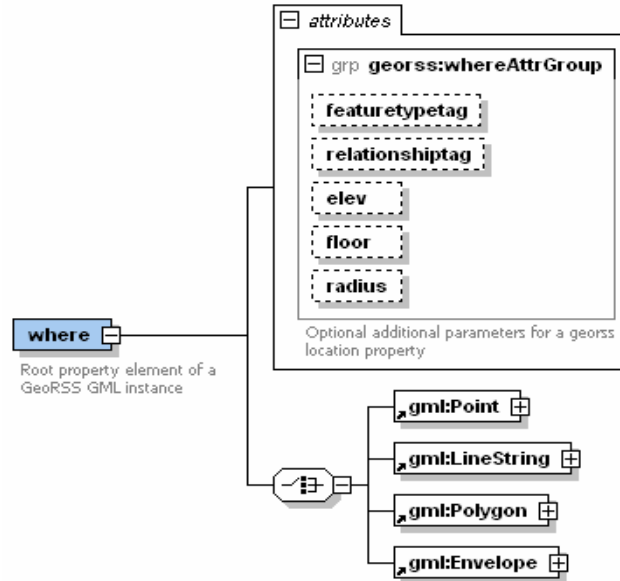 attributes
grp georss:whereAttrGroup
featuretypetag
relationshiptag
elev
floor
radius
Optional additional parameters for a georss
location property
where
Root property element of a
GeoRSS GML instance
gml:Point
gml:LineString
gml:Polygon
gml:Envelope